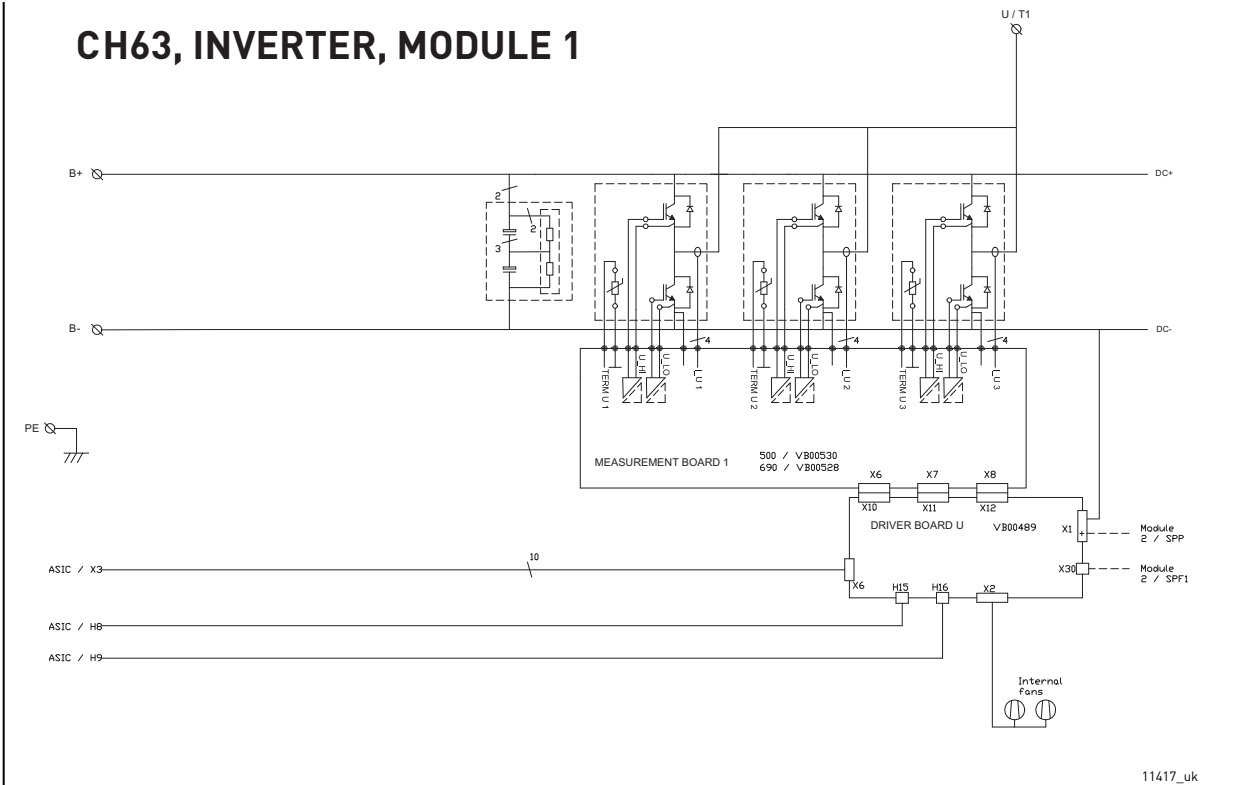 U / T1
CH63, INVERTER, MODULE 1
B+
DC+
2
2
3
B-
DC-
4
4
4
TERM U 1
U_HI
U_LO
I_U 1
TERM U 2
U_HI
U_LO
I_U 2
TERM U 3
U_HI
U_LO
I_U 3
PE
MEASUREMENT BOARD 1
500 / VB00530
690 / VB00528
X6
X7
X8
X10
X11
X12
DRIVER BOARD U
VB00489
X1
+
Module
2 / SPP
ASIC / X3
10
X6
X30
Module
2 / SPF1
H15
H16
X2
ASIC / H8
ASIC / H9
Internal
fans
11417_uk